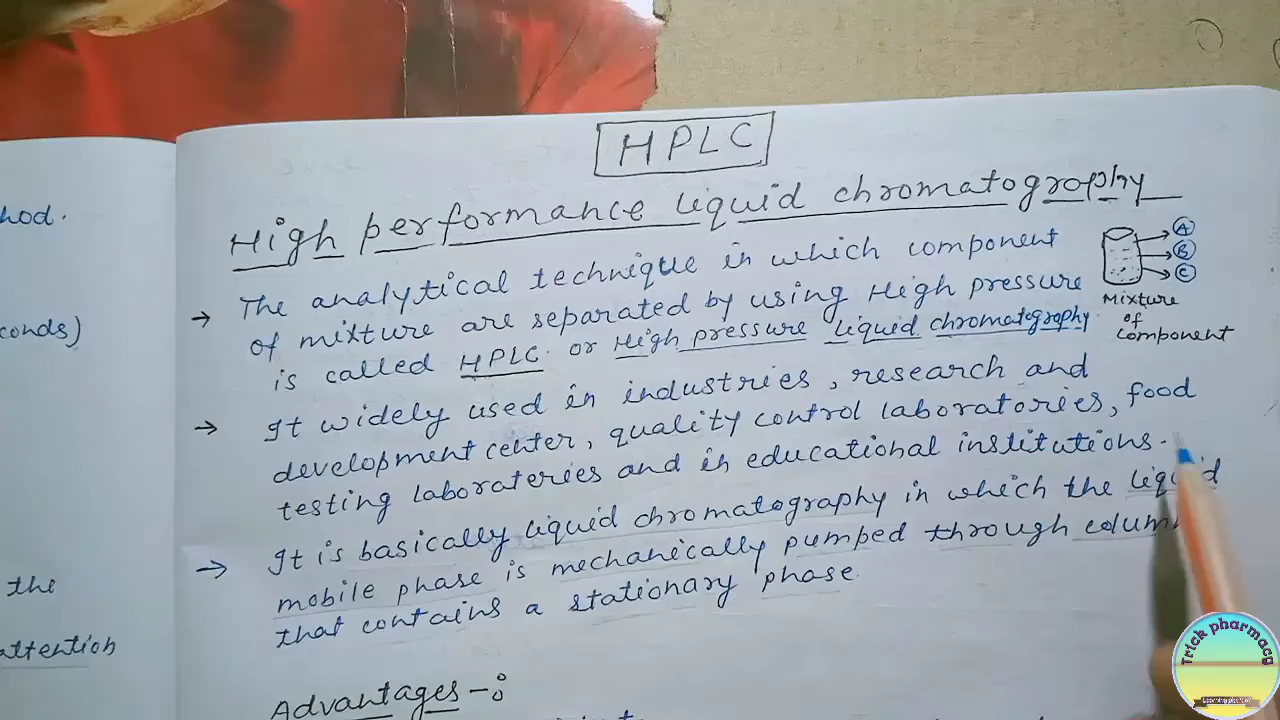 HPLC
High performance liquid chromatography
→ The analytical technique in which component
of mixture are separated by using High pressure
is called HPLC or High pressure liquid chromatography
A
B
C
Mixture
of
component
→ It widely used in industries, research and
development center, quality control laboratories, food
testing laborateries and in educational institutions.
→ It is basically liquid chromatography in which the liquid
mobile phase is mechanically pumped through column
that contains a stationary phase.
Advantages -:
hod.
conds)
the
attention
Trick pharmacy